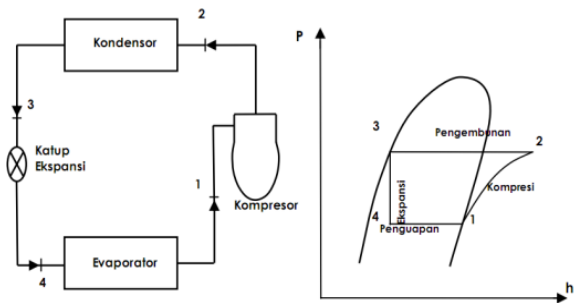 2
Kondensor
3
Katup
Ekspansi
1
Kompresor
Evaporator
4
P
3
Pengembunan
2
Kompresi
Ekspansi
4
1
Penguapan
h